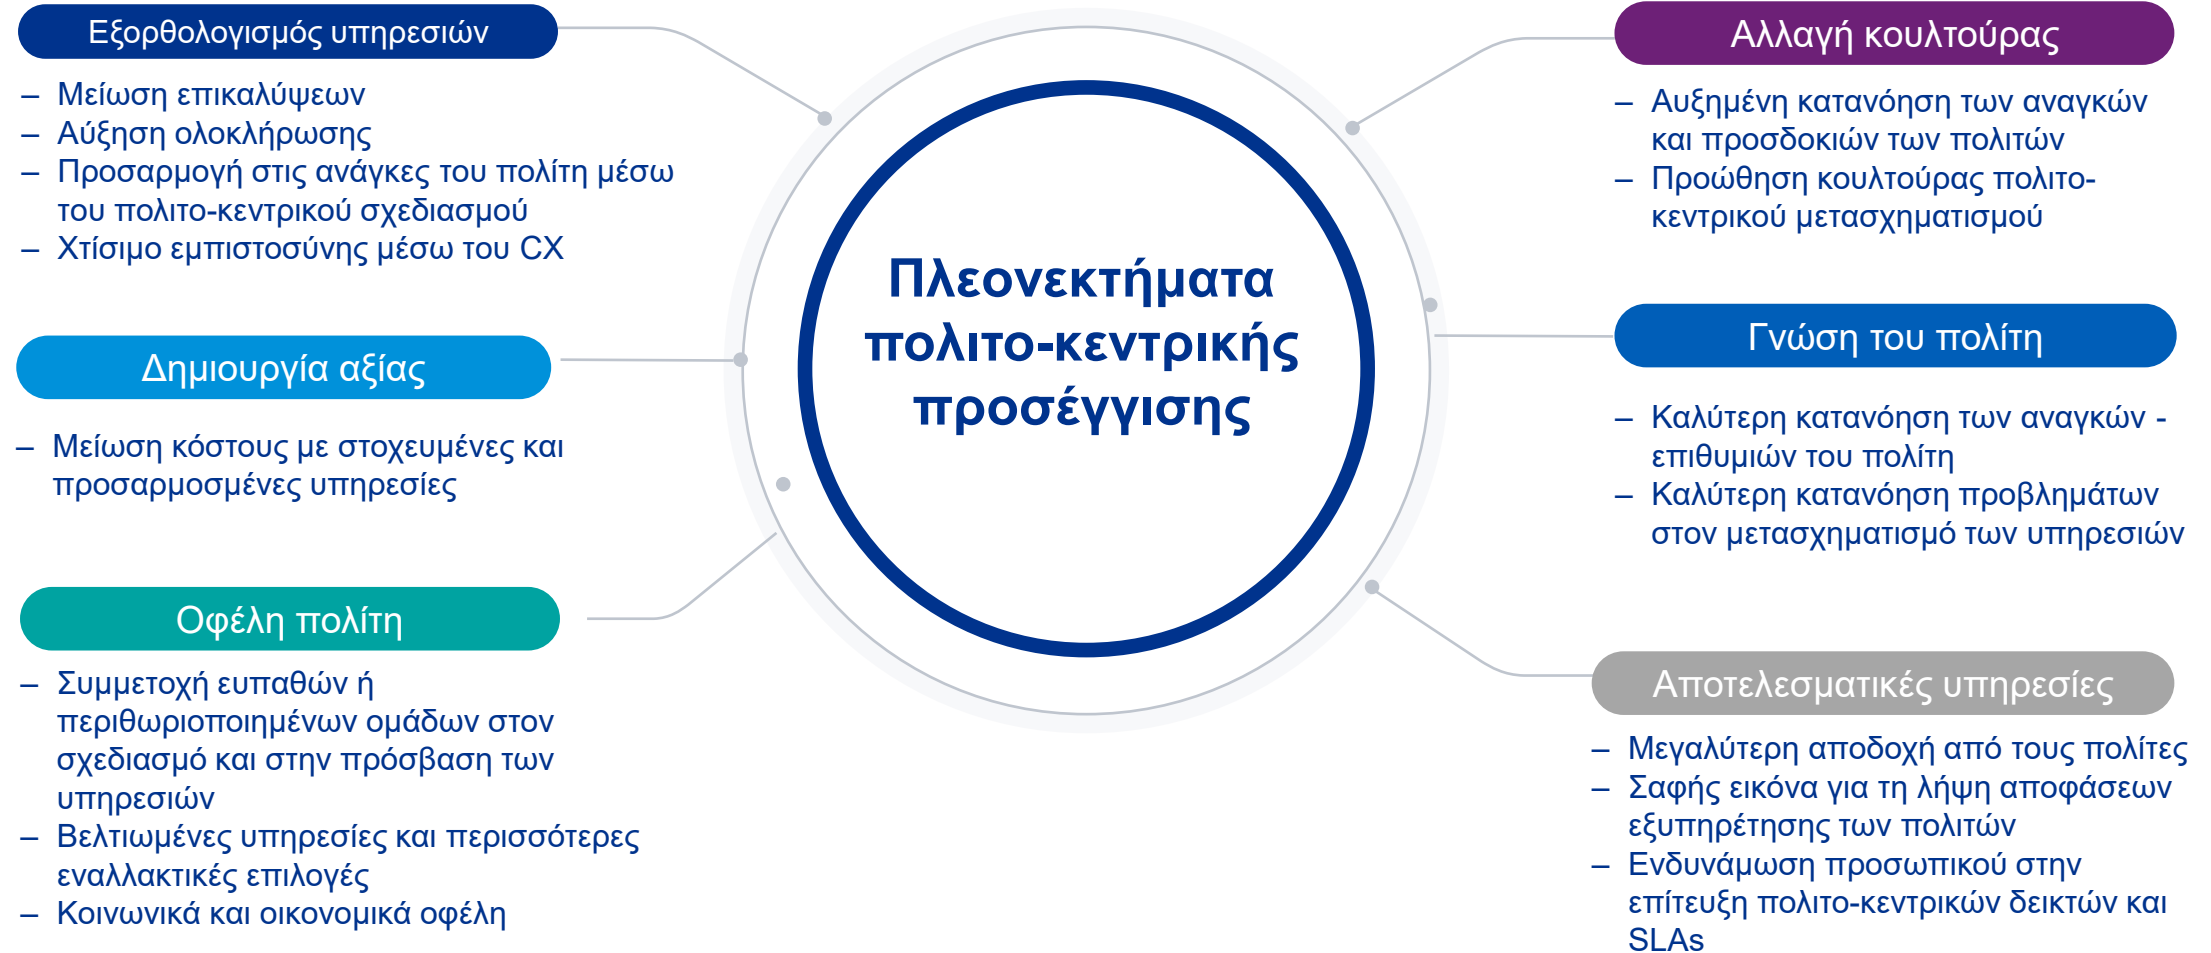 Εξορθολογισμός υπηρεσιών
– Μείωση επικαλύψεων
– Αύξηση ολοκλήρωσης
– Προσαρμογή στις ανάγκες του πολίτη μέσω
του πολιτο-κεντρικού σχεδιασμού
– Χτίσιμο εμπιστοσύνης μέσω του CX
Δημιουργία αξίας
– Μείωση κόστους με στοχευμένες και
προσαρμοσμένες υπηρεσίες
Οφέλη πολίτη
– Συμμετοχή ευπαθών ή
περιθωριοποιημένων ομάδων στον
σχεδιασμό και στην πρόσβαση των
υπηρεσιών
– Βελτιωμένες υπηρεσίες και περισσότερες
εναλλακτικές επιλογές
– Κοινωνικά και οικονομικά οφέλη
Πλεονεκτήματα
πολιτο-κεντρικής
προσέγγισης
Αλλαγή κουλτούρας
– Αυξημένη κατανόηση των αναγκών
και προσδοκιών των πολιτών
– Προώθηση κουλτούρας πολιτο-
κεντρικού μετασχηματισμού
Γνώση του πολίτη
– Καλύτερη κατανόηση των αναγκών -
επιθυμιών του πολίτη
– Καλύτερη κατανόηση προβλημάτων
στον μετασχηματισμό των υπηρεσιών
Αποτελεσματικές υπηρεσίες
– Μεγαλύτερη αποδοχή από τους πολίτες
– Σαφής εικόνα για τη λήψη αποφάσεων
εξυπηρέτησης των πολιτών
– Ενδυνάμωση προσωπικού στην
επίτευξη πολιτο-κεντρικών δεικτών και
SLAs